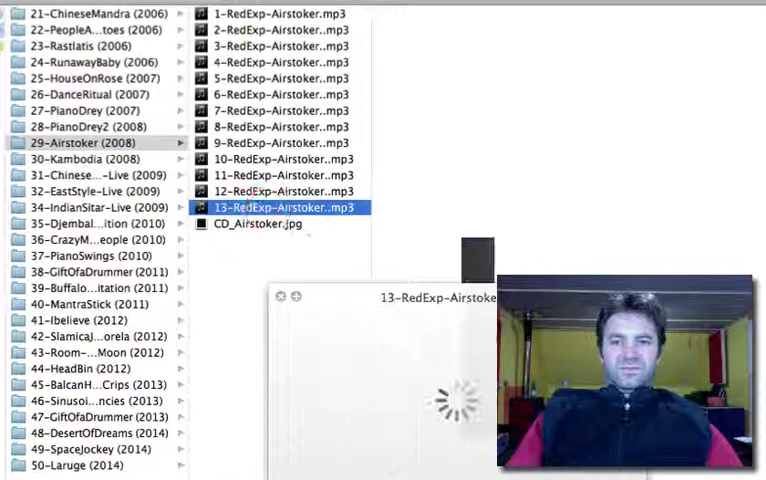 21-ChineseMandra (2006)
22-PeopleA...toes (2006)
23-Rastlatis (2006)
24-RunawayBaby (2006)
25-HouseOnRose (2007)
26-DanceRitual (2007)
27-PianoDrey (2007)
28-PianoDrey2 (2008)
29-Airstoker (2008)
30-Kambodia (2008)
31-Chinese...-Live (2009)
32-EastStyle-Live (2009)
34-IndianSitar-Live (2009)
35-Djembal...ition (2010)
36-CrazyM...eople (2010)
37-PianoSwings (2010)
38-GiftOfaDrummer (2011)
39-Buffalo...itation (2011)
40-MantraStick (2011)
41-Ibelieve (2012)
42-SlamicaJ...orela (2012)
43-Room-...Moon (2012)
44-HeadBin (2012)
45-BalcanH...Crips (2013)
46-Sinusoi...ncies (2013)
47-GiftOfaDrummer (2013)
48-DesertOfDreams (2014)
49-SpaceJockey (2014)
50-Laruge (2014)
1-RedExp-Airstoker..mp3
2-RedExp-Airstoker..mp3
3-RedExp-Airstoker..mp3
4-RedExp-Airstoker..mp3
5-RedExp-Airstoker..mp3
6-RedExp-Airstoker..mp3
7-RedExp-Airstoker..mp3
8-RedExp-Airstoker..mp3
9-RedExp-Airstoker..mp3
10-RedExp-Airstoker..mp3
11-RedExp-Airstoker..mp3
12-RedExp-Airstoker..mp3
13-RedExp-Airstoker..mp3
CD_Airstoker.jpg
13-RedExp-Airstoke